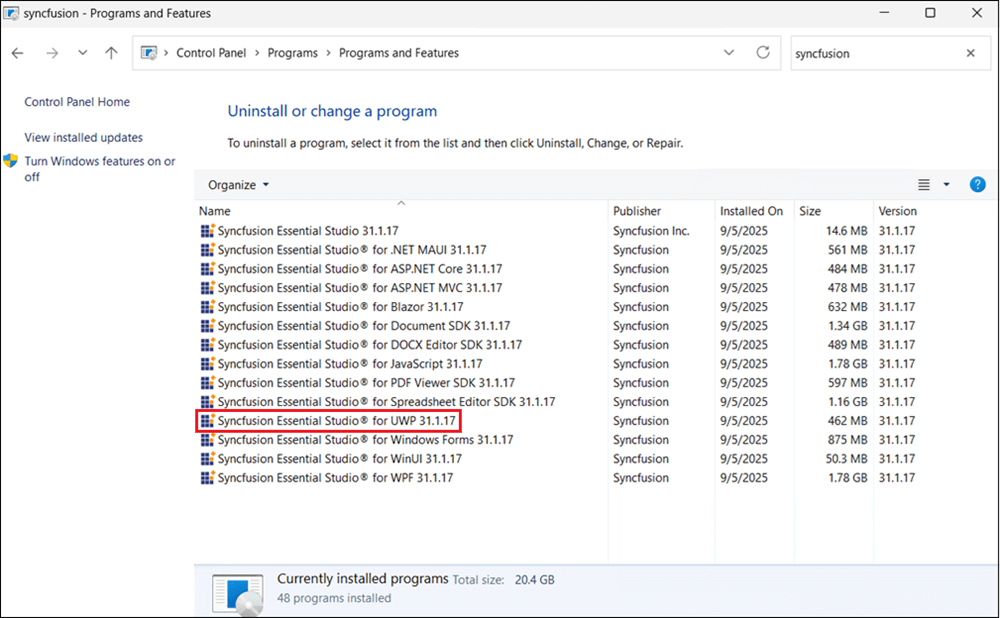 syncfusion - Programs and Features
Control Panel > Programs > Programs and Features
syncfusion
Control Panel Home
View installed updates
Turn Windows features on or
off
Uninstall or change a program
To uninstall a program, select it from the list and then click Uninstall, Change, or Repair.
Organize
?
Name Publisher Installed On Size Version
Syncfusion Essential Studio 31.1.17 Syncfusion Inc. 9/5/2025 14.6 MB 31.1.17
Syncfusion Essential Studio® for .NET MAUI 31.1.17 Syncfusion 9/5/2025 561 MB 31.1.17
Syncfusion Essential Studio® for ASP.NET Core 31.1.17 Syncfusion 9/5/2025 484 MB 31.1.17
Syncfusion Essential Studio® for ASP.NET MVC 31.1.17 Syncfusion 9/5/2025 478 MB 31.1.17
Syncfusion Essential Studio® for Blazor 31.1.17 Syncfusion 9/5/2025 632 MB 31.1.17
Syncfusion Essential Studio® for Document SDK 31.1.17 Syncfusion 9/5/2025 1.34 GB 31.1.17
Syncfusion Essential Studio® for DOCX Editor SDK 31.1.17 Syncfusion 9/5/2025 489 MB 31.1.17
Syncfusion Essential Studio® for JavaScript 31.1.17 Syncfusion 9/5/2025 1.78 GB 31.1.17
Syncfusion Essential Studio® for PDF Viewer SDK 31.1.17 Syncfusion 9/5/2025 597 MB 31.1.17
Syncfusion Essential Studio® for Spreadsheet Editor SDK 31.1.17 Syncfusion 9/5/2025 1.16 GB 31.1.17
Syncfusion Essential Studio® for UWP 31.1.17 Syncfusion 9/5/2025 462 MB 31.1.17
Syncfusion Essential Studio® for Windows Forms 31.1.17 Syncfusion 9/5/2025 875 MB 31.1.17
Syncfusion Essential Studio® for WinUI 31.1.17 Syncfusion 9/5/2025 50.3 MB 31.1.17
Syncfusion Essential Studio® for WPF 31.1.17 Syncfusion 9/5/2025 1.78 GB 31.1.17
Currently installed programs Total size: 20.4 GB
48 programs installed